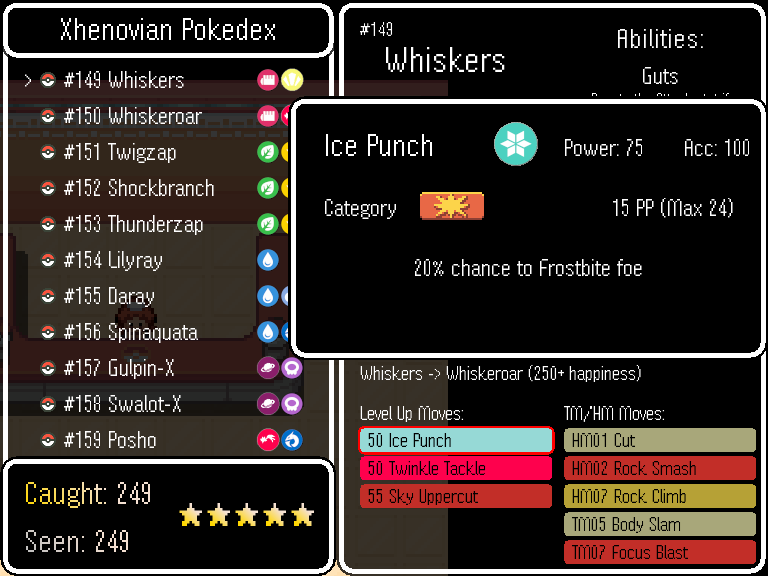 Xhenovian Pokedex
> #149 Whiskers
#150 Whiskeroar
#151 Twigzap
#152 Shockbranch
#153 Thunderzap
#154 Lilyray
#155 Daray
#156 Spinaquata
#157 Gulpin-X
#158 Swalot-X
#159 Posho
Caught: 249
Seen: 249
#149
Whiskers
Abilities:
Guts
Ice Punch
Power: 75
Acc: 100
Category
15 PP (Max 24)
20% chance to Frostbite foe
Whiskers -> Whiskeroar (250+ happiness)
Level Up Moves:
50 Ice Punch
50 Twinkle Tackle
55 Sky Uppercut
TM/HM Moves:
HM01 Cut
HM02 Rock Smash
HM07 Rock Climb
TM05 Body Slam
TM07 Focus Blast